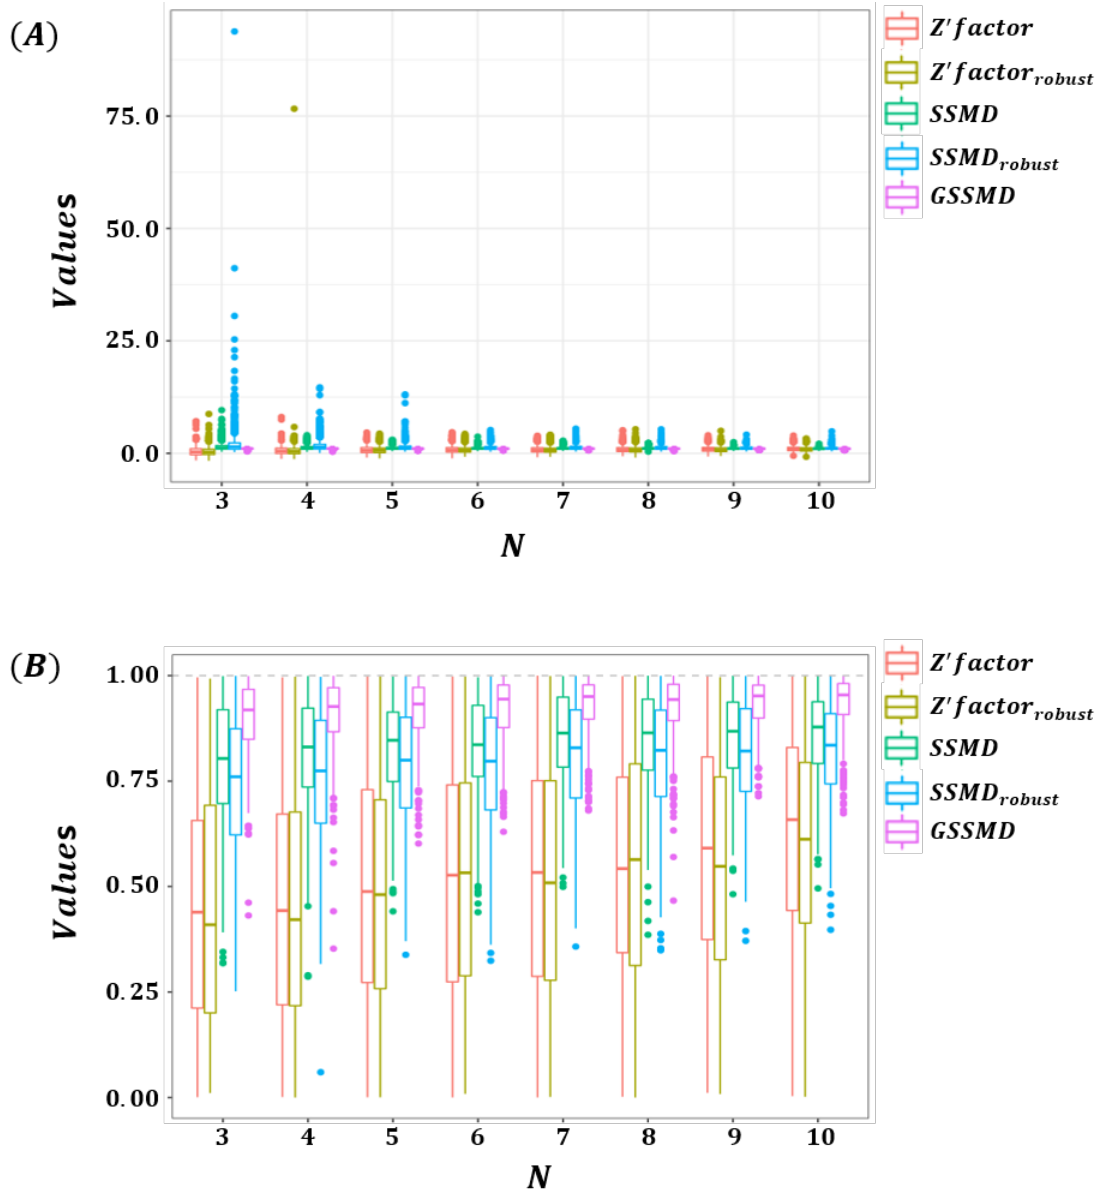 (A)
Z′factor
Z′factor_robust
SSMD
SSMD_robust
GSSMD
Values
75.0
50.0
25.0
0.0
3 4 5 6 7 8 9 10
N
(B)
Z′factor
Z′factor_robust
SSMD
SSMD_robust
GSSMD
Values
1.00
0.75
0.50
0.25
0.00
3 4 5 6 7 8 9 10
N